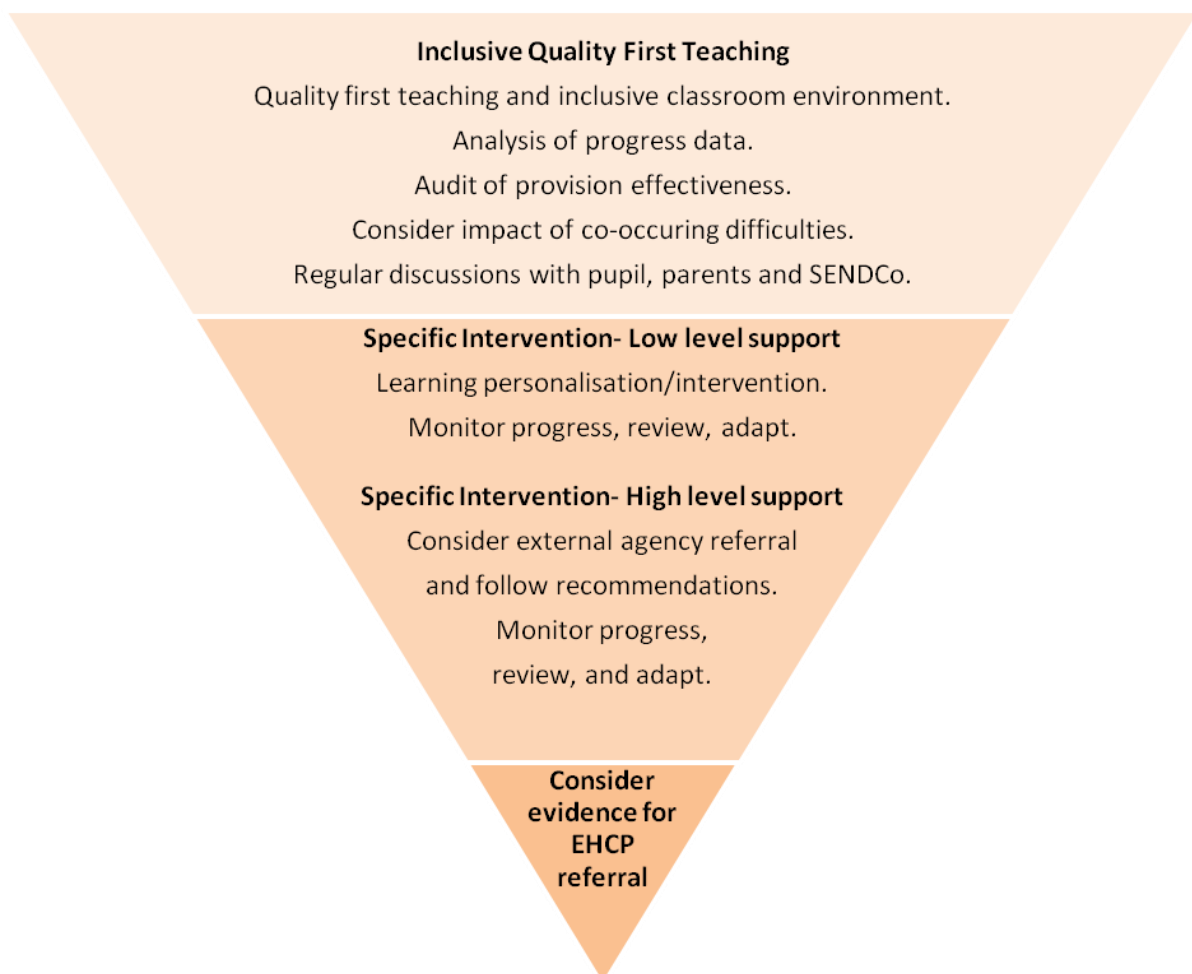 Inclusive Quality First Teaching
Quality first teaching and inclusive classroom environment.
Analysis of progress data.
Audit of provision effectiveness.
Consider impact of co-occuring difficulties.
Regular discussions with pupil, parents and SENDCo.
Specific Intervention- Low level support
Learning personalisation/intervention.
Monitor progress, review, adapt.
Specific Intervention- High level support
Consider external agency referral
and follow recommendations.
Monitor progress,
review, and adapt.
Consider
evidence for
EHCP
referral